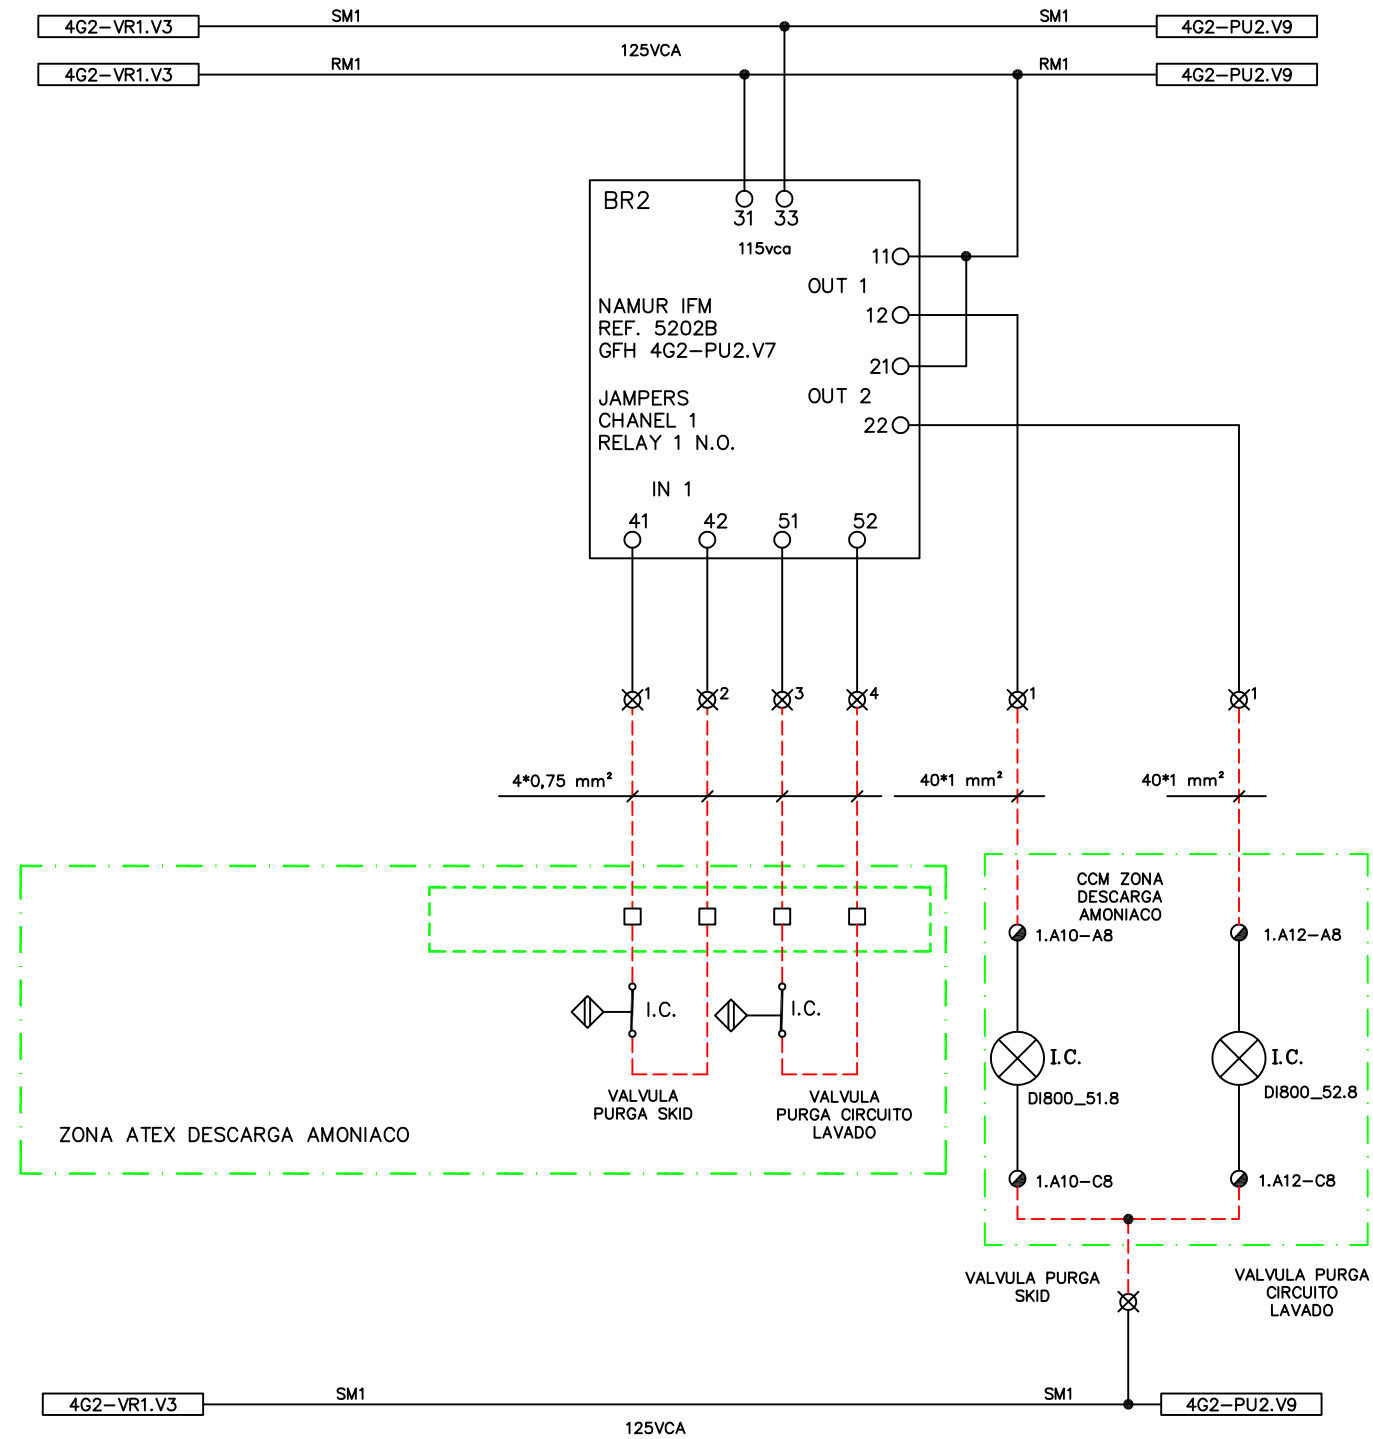 SM1
SM1
4G2-VR1.V3
4G2-PU2.V9
125VCA
RM1
RM1
4G2-VR1.V3
4G2-PU2.V9
BR2
31
33
115vca
11
OUT 1
12
NAMUR IFM
REF. 5202B
GFH 4G2-PU2.V7
21
OUT 2
22
JAMPERS
CHANEL 1
RELAY 1 N.O.
IN 1
41
42
51
52
1
2
3
4
1
1
4*0,75 mm²
40*1 mm²
40*1 mm²
CCM ZONA
DESCARGA
AMONIACO
1.A10-A8
1.A12-A8
I.C.
I.C.
I.C.
I.C.
DI800_51.8
DI800_52.8
VALVULA
PURGA SKID
VALVULA
PURGA CIRCUITO
LAVADO
ZONA ATEX DESCARGA AMONIACO
1.A10-C8
1.A12-C8
VALVULA PURGA
SKID
VALVULA PURGA
CIRCUITO
LAVADO
SM1
SM1
4G2-VR1.V3
4G2-PU2.V9
125VCA